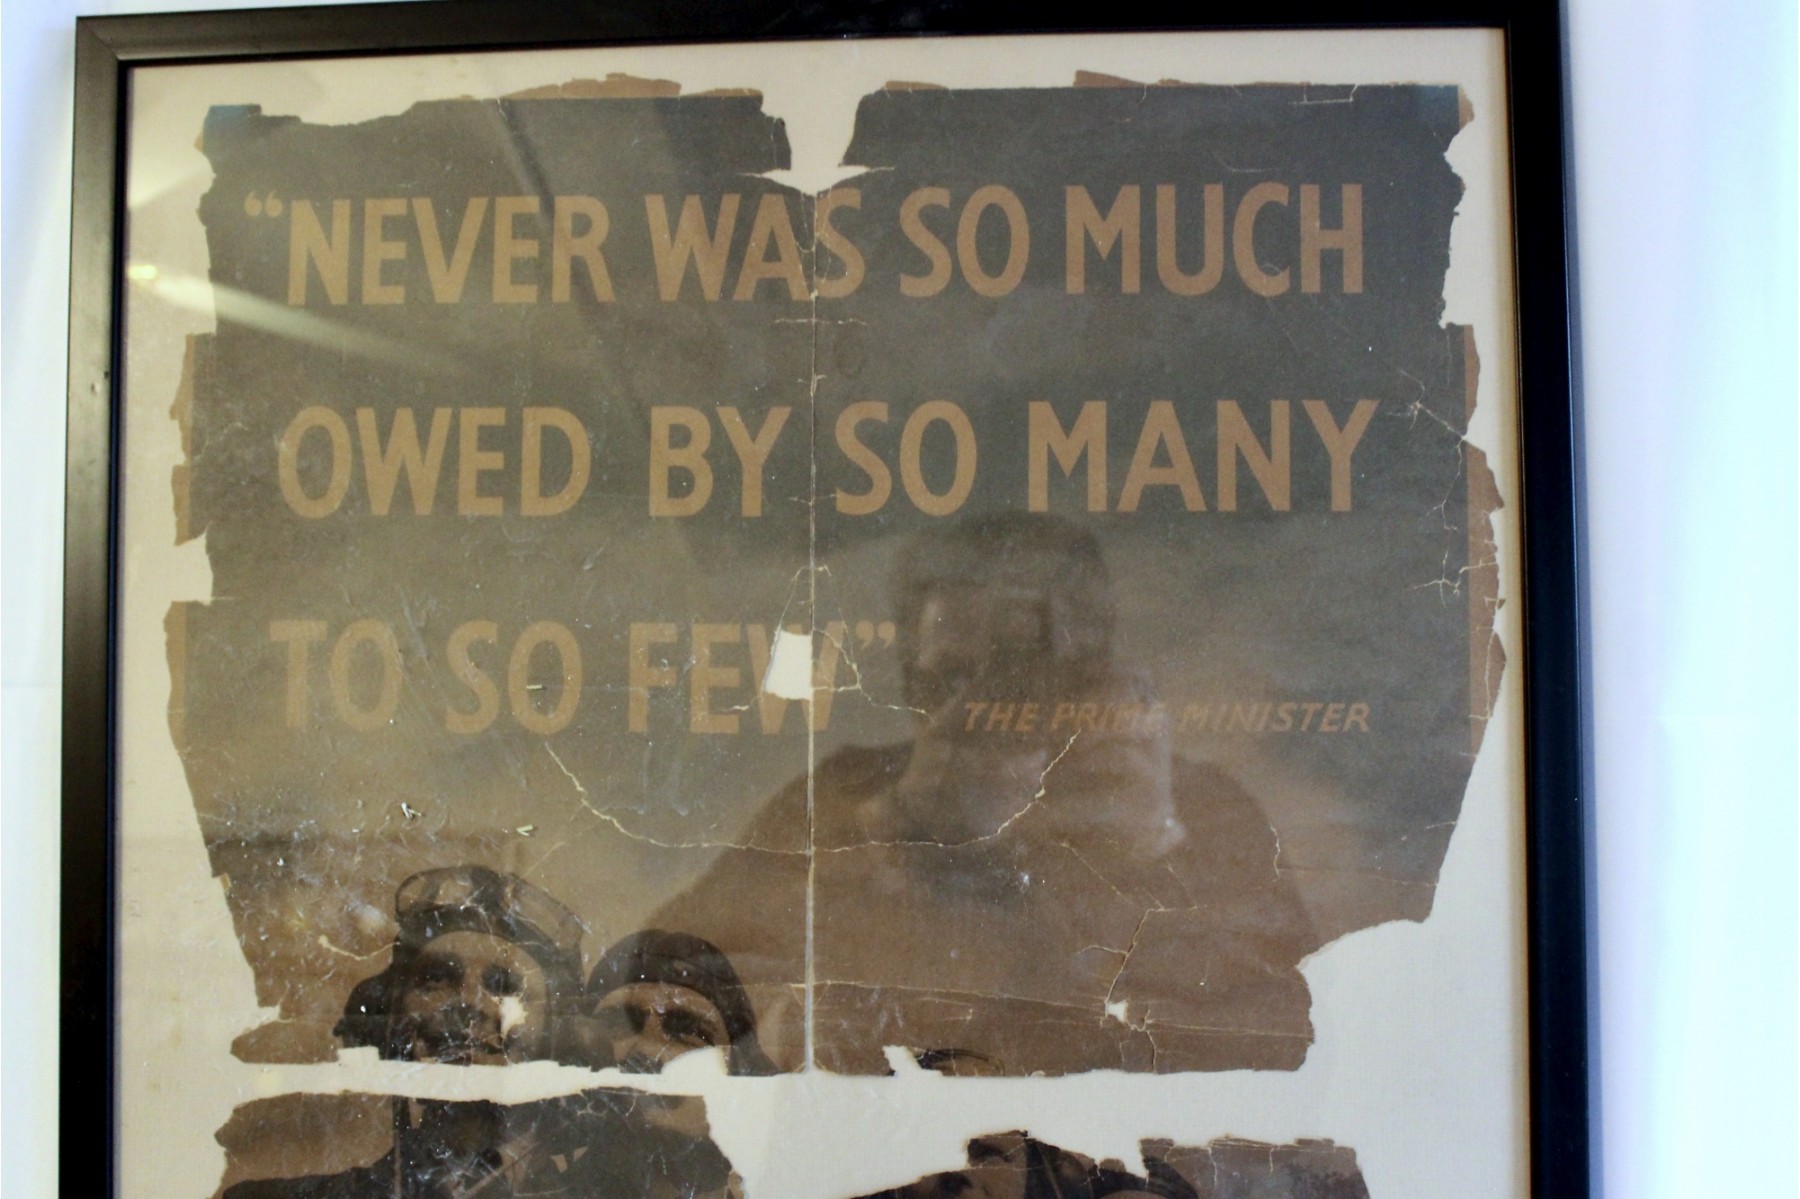 “NEVER WAS SO MUCH
OWED BY SO MANY
TO SO FEW”
THE PRIME MINISTER